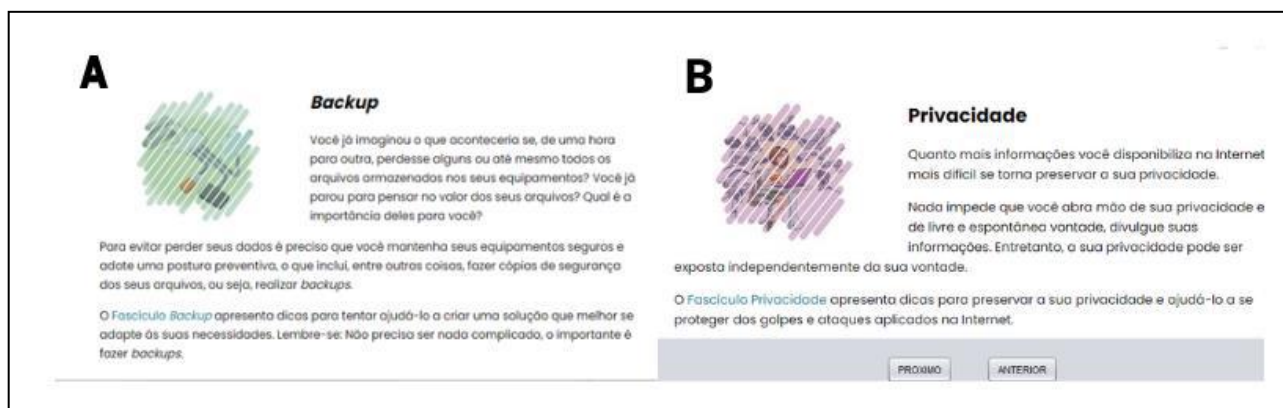 A
Backup
Você já imaginou o que aconteceria se, de uma hora
para outra, perdesse alguns ou até mesmo todos os
arquivos armazenados nos seus equipamentos? Você já
parou para pensar no valor dos seus arquivos? Qual é a
importância deles para você?
Para evitar perder seus dados é preciso que você mantenha seus equipamentos seguros e
adote uma postura preventiva, o que inclui, entre outras coisas, fazer cópias de segurança
dos seus arquivos, ou seja, realizar backups.
O Fascículo Backup apresenta dicas para tentar ajudá-lo a criar uma solução que melhor se
adapte às suas necessidades. Lembre-se: Não precisa ser nada complicado, o importante é
fazer backups.
B
Privacidade
Quanto mais informações você disponibiliza na Internet
mais difícil se torna preservar a sua privacidade.
Nada impede que você abra mão de sua privacidade e
de livre e espontânea vontade, divulgue suas
informações. Entretanto, a sua privacidade pode ser
exposta independentemente da sua vontade.
O Fascículo Privacidade apresenta dicas para preservar a sua privacidade e ajudá-lo a se
proteger dos golpes e ataques aplicados na Internet.
PROXIMO ANTERIOR